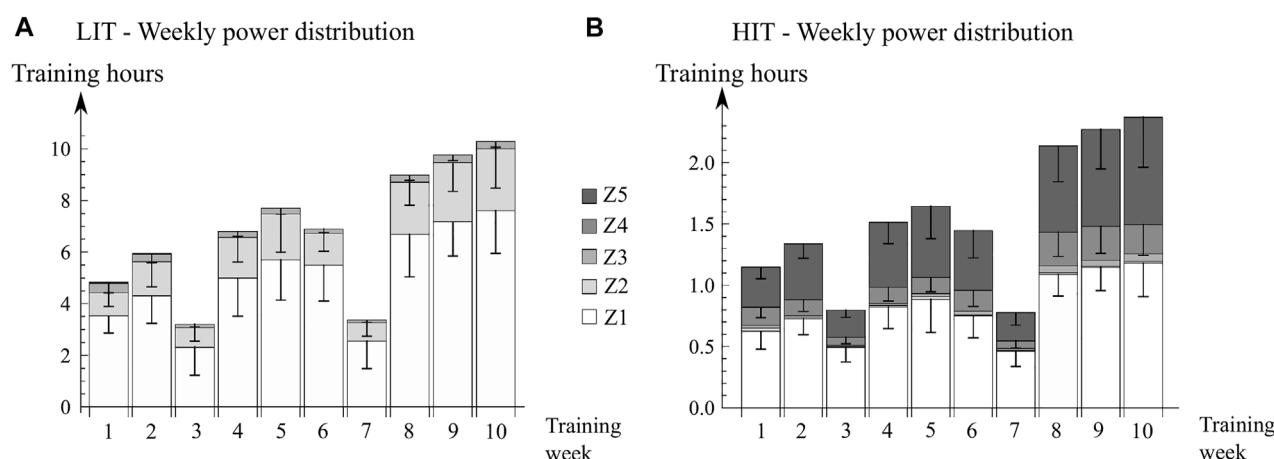 A LIT - Weekly power distribution
Training hours
10
8
6
4
2
0
1 2 3 4 5 6 7 8 9 10
Training
week
Z5
Z4
Z3
Z2
Z1
B HIT - Weekly power distribution
Training hours
2.0
1.5
1.0
0.5
0.0
1 2 3 4 5 6 7 8 9 10
Training
week